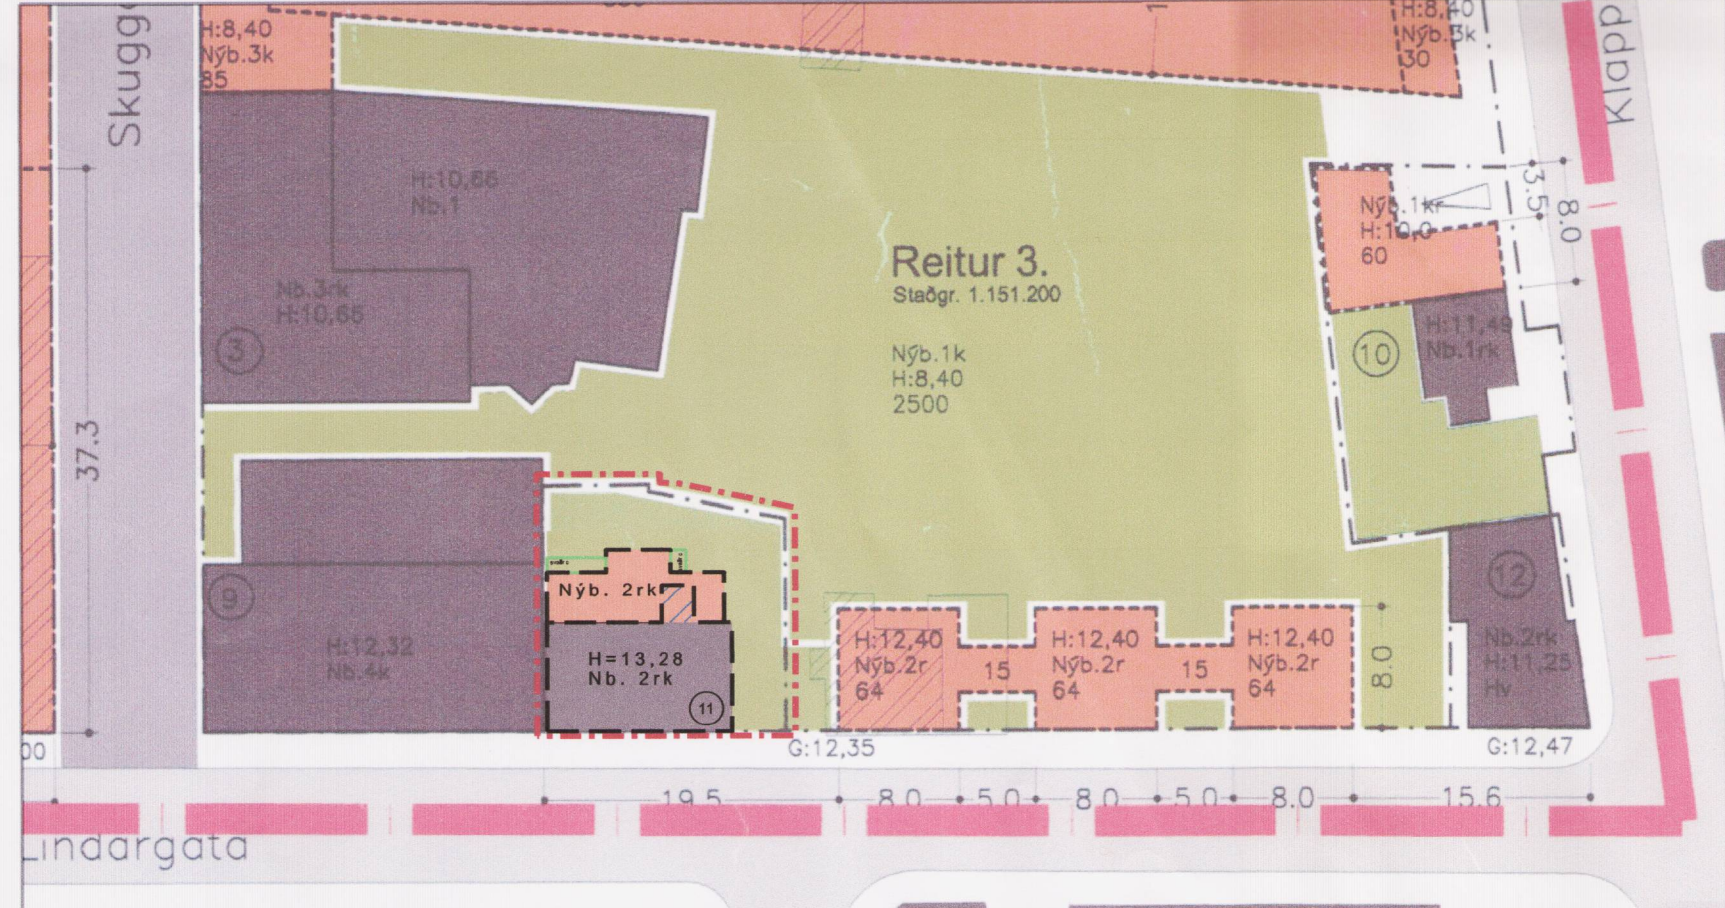 Skugg
Klapp
H:8,40
Nýb.3k
85
H:8,40
Nýb.3k
30
H:10,66
Nb.1
Nb.3rk
H:10,65
3
Reitur 3.
Staðgr. 1.151.200
Nýb.1k
H:8,40
2500
Nýb.1kr
H:10,0
60
3.5
8.0
10
H:11,49
Nb.1rk
37.3
9
H:12,32
Nb.4k
Nýb. 2rk
H=13,28
Nb. 2rk
11
H:12,40
Nýb.2r
64
15
H:12,40
Nýb.2r
64
15
H:12,40
Nýb.2r
64
8.0
12
Nb.2rk
H:11,25
Hv
00
G:12,35
G:12,47
19.5
8.0
5.0
8.0
5.0
8.0
15.6
Lindargata